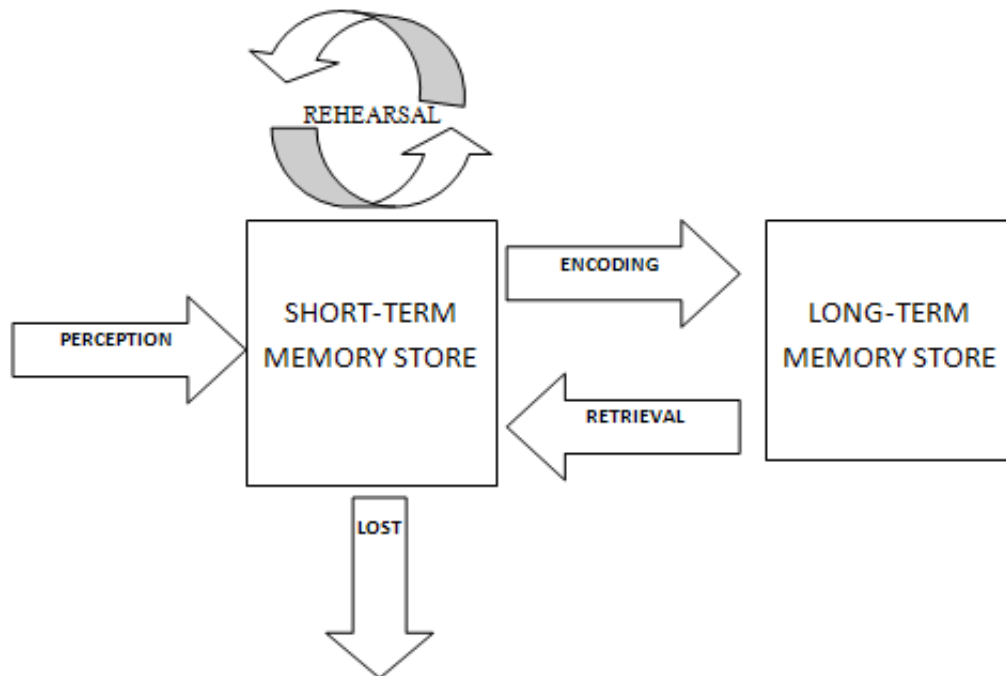 REHEARSAL
PERCEPTION
SHORT-TERM
MEMORY STORE
ENCODING
RETRIEVAL
LONG-TERM
MEMORY STORE
LOST